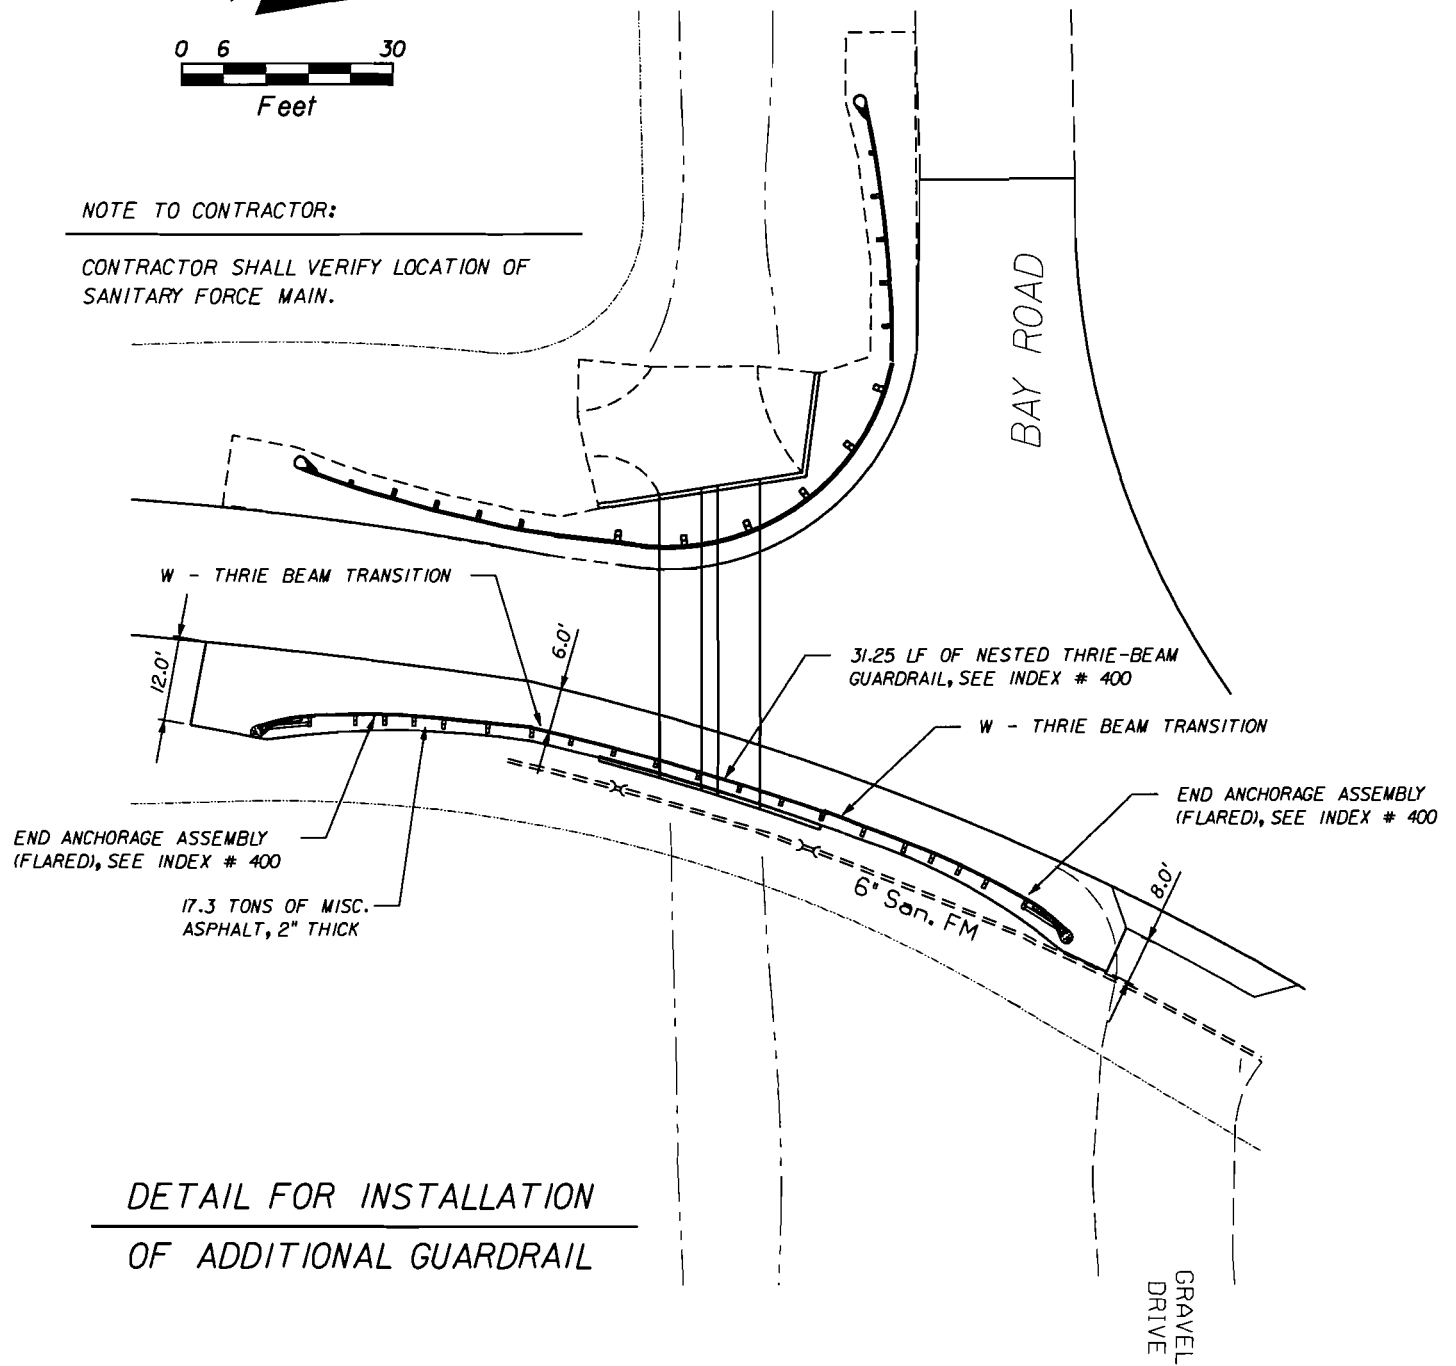 0 6 30
Feet
NOTE TO CONTRACTOR:
CONTRACTOR SHALL VERIFY LOCATION OF
SANITARY FORCE MAIN.
BAY ROAD
W - THRIE BEAM TRANSITION
12.0'
6.0'
31.25 LF OF NESTED THRIE-BEAM
GUARDRAIL, SEE INDEX # 400
W - THRIE BEAM TRANSITION
END ANCHORAGE ASSEMBLY
(FLARED), SEE INDEX # 400
END ANCHORAGE ASSEMBLY
(FLARED), SEE INDEX # 400
8.0'
6" San. FM
17.3 TONS OF MISC.
ASPHALT, 2" THICK
DETAIL FOR INSTALLATION
OF ADDITIONAL GUARDRAIL
GRAVEL
DRIVE